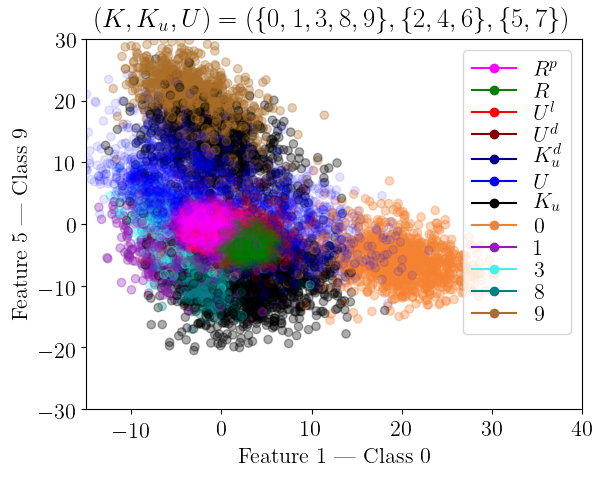 (K, K_u, U) = ({0, 1, 3, 8, 9}, {2, 4, 6}, {5, 7})
30
20
10
0
−10
−20
−30
−10
0
10
20
30
40
Feature 5 — Class 9
Feature 1 — Class 0
R^p
R
U^l
U^d
K_u^d
U
K_u
0
1
3
8
9